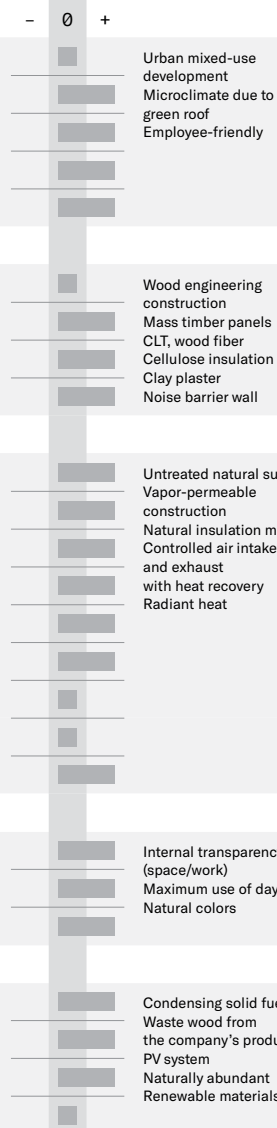 – 0 +
Urban mixed-use
development
Microclimate due to
green roof
Employee-friendly
Wood engineering
construction
Mass timber panels
CLT, wood fiber
Cellulose insulation
Clay plaster
Noise barrier wall
Untreated natural su
Vapor-permeable
construction
Natural insulation m
Controlled air intake
and exhaust
with heat recovery
Radiant heat
Internal transparenc
(space/work)
Maximum use of day
Natural colors
Condensing solid fue
Waste wood from
the company's produ
PV system
Naturally abundant
Renewable materials